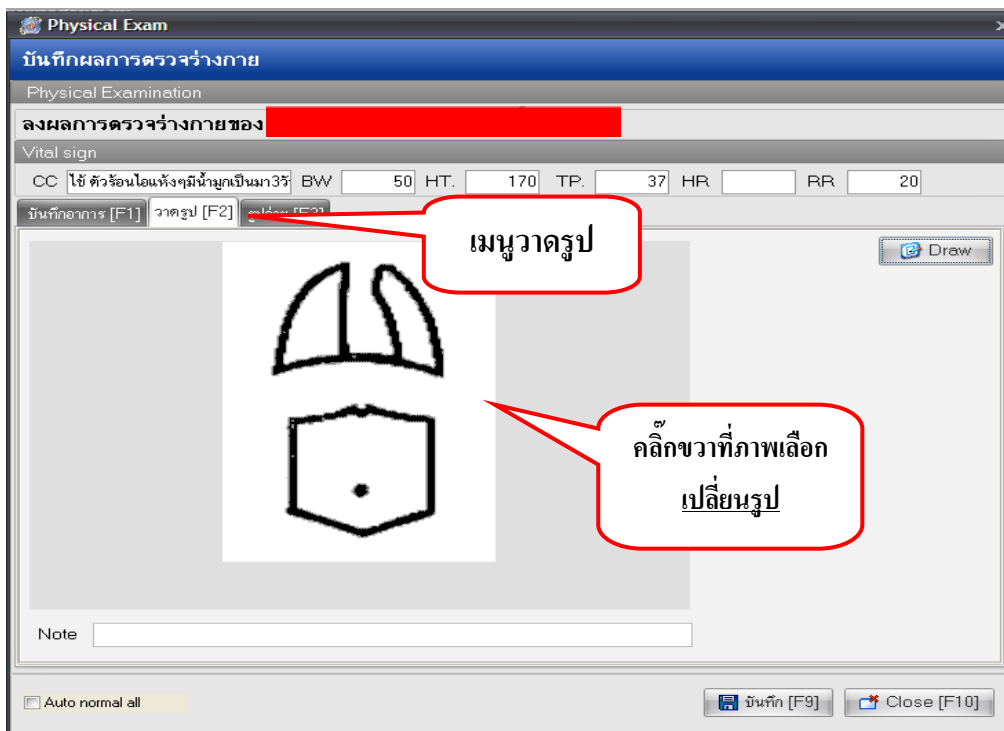 Physical Exam
บันทึกผลการตรวจร่างกาย
Physical Examination
ลงผลการตรวจร่างกายของ
Vital sign
CC ไข้ ตัวร้อนไอแห้งๆมีน้ำมูกเป็นมา3วั BW 50 HT. 170 TP. 37 HR RR 20
บันทึกอาการ [F1] วาดรูป [F2]
เมนูวาดรูป
Draw
คลิ๊กขวาที่ภาพเลือก
เปลี่ยนรูป
Note
Auto normal all บันทึก [F9] Close [F10]